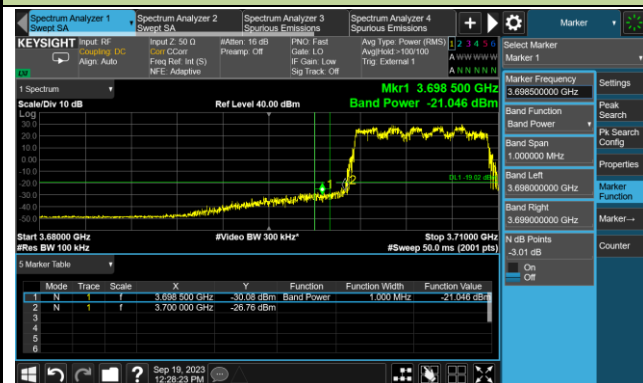 Spectrum Analyzer 1
Swept SA
Spectrum Analyzer 2
Swept SA
Spectrum Analyzer 3
Spurious Emissions
Spectrum Analyzer 4
Spurious Emissions
Marker
KEYSIGHT
Input: RF
Coupling: DC
Align: Auto
Input Z: 50 Ω
Corr CCorr
Freq Ref: Int (S)
NFE: Adaptive
#Atten: 16 dB
Preamp: Off
PNO: Fast
Gate: LO
IF Gain: Low
Sig Track: Off
Avg Type: Power (RMS)
Avg|Hold:>100/100
Trig: External 1
1 2 3 4 5 6
A W W W W W
A N N N N N
Select Marker
Marker 1
1 Spectrum
Scale/Div 10 dB
Ref Level 40.00 dBm
Mkr1 3.698 500 GHz
Band Power -21.046 dBm
Log
30.0
20.0
10.0
0.00
-10.0
-20.0
-30.0
-40.0
-50.0
DL1 -19.02 dBm
1
2
Start 3.68000 GHz
#Res BW 100 kHz
#Video BW 300 kHz*
Stop 3.71000 GHz
#Sweep 50.0 ms (2001 pts)
Marker Frequency
3.698500000 GHz
Band Function
Band Power
Band Span
1.000000 MHz
Band Left
3.698000000 GHz
Band Right
3.699000000 GHz
N dB Points
-3.01 dB
On
Off
Settings
Peak
Search
Pk Search
Config
Properties
Marker
Function
Marker→
Counter
5 Marker Table
Mode Trace Scale X Y Function Function Width Function Value
1 N 1 f 3.698 500 GHz -30.08 dBm Band Power 1.000 MHz -21.046 dBm
2 N 1 f 3.700 000 GHz -26.76 dBm
3
4
5
6
Sep 19, 2023
12:28:23 PM